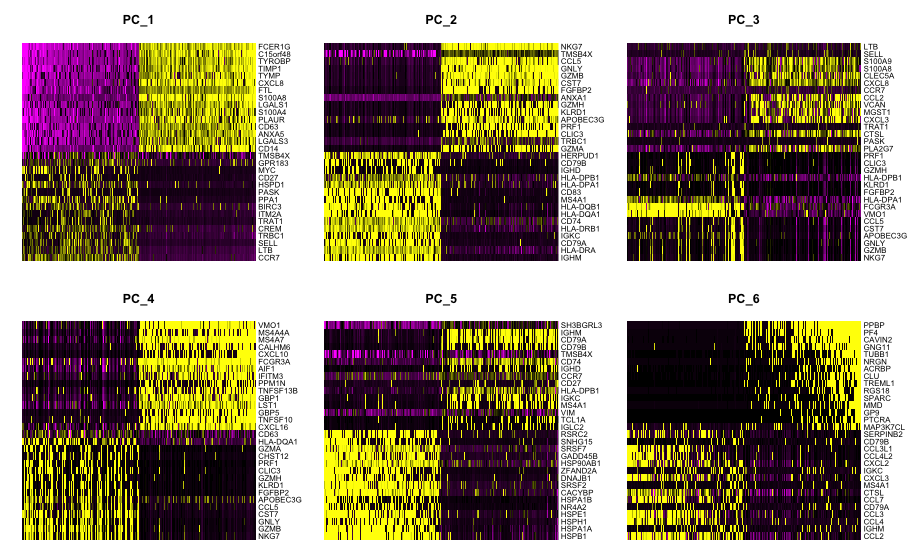 PC_1
FCER1G
C15orf48
TYROBP
TIMP1
TYMP
CXCL8
FTL
S100A8
LGALS1
S100A4
PLAUR
CD63
ANXA5
LGALS3
CD14
TMSB4X
GPR183
MYC
CD27
HSPD1
PASK
PPA1
BIRC3
ITM2A
TRAT1
CREM
TRBC1
SELL
LTB
CCR7
PC_2
NKG7
TMSB4X
CCL5
GNLY
GZMB
CST7
FGFBP2
ANXA1
GZMH
KLRD1
APOBEC3G
PRF1
CLIC3
TRBC1
GZMA
HERPUD1
CD79B
IGHD
HLA-DPB1
HLA-DPA1
CD83
MS4A1
HLA-DQB1
HLA-DQA1
CD74
HLA-DRB1
IGKC
CD79A
HLA-DRA
IGHM
PC_3
LTB
SELL
S100A9
S100A8
CLEC5A
CXCL8
CCR7
CCL2
VCAN
MGST1
CXCL3
TRAT1
CTSL
PASK
PLA2G7
PRF1
CLIC3
GZMH
HLA-DPB1
KLRD1
FGFBP2
HLA-DPA1
FCGR3A
VMO1
CCL5
CST7
APOBEC3G
GNLY
GZMB
NKG7
PC_4
VMO1
MS4A4A
MS4A7
CALHM6
CXCL10
FCGR3A
AIF1
IFITM3
PPM1N
TNFSF13B
GBP1
LST1
GBP5
TNFSF10
CXCL16
CD63
HLA-DQA1
GZMA
CHST12
PRF1
CLIC3
GZMH
KLRD1
FGFBP2
APOBEC3G
CCL5
CST7
GNLY
GZMB
NKG7
PC_5
SH3BGRL3
IGHM
CD79A
CD79B
TMSB4X
CD74
IGHD
CCR7
CD27
HLA-DPB1
IGKC
MS4A1
VIM
TCL1A
IGLC2
RSRC2
SNHG15
SRSF7
GADD45B
HSP90AB1
ZFAND2A
DNAJB1
SRSF2
CACYBP
HSPA1B
NR4A2
HSPE1
HSPH1
HSPA1A
HSPB1
PC_6
PPBP
PF4
CAVIN2
GNG11
TUBB1
NRGN
ACRBP
CLU
TREML1
RGS18
SPARC
MMD
GP9
PTCRA
MAP3K7CL
SERPINB2
CD79B
CCL3L1
CCL4L2
CXCL2
IGKC
CXCL3
MS4A1
CTSL
CCL7
CD79A
CCL3
CCL4
IGHM
CCL2